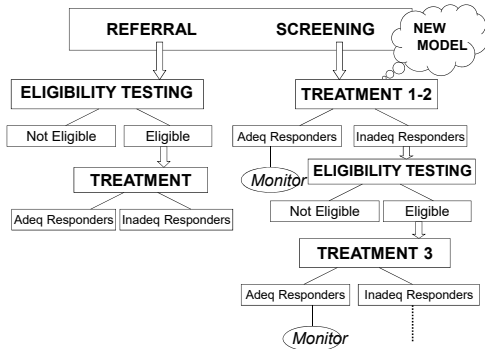 REFERRAL SCREENING
NEW
MODEL
ELIGIBILITY TESTING
TREATMENT 1-2
Not Eligible Eligible
Adeq Responders Inadeq Responders
TREATMENT
Monitor
ELIGIBILITY TESTING
Adeq Responders Inadeq Responders
Not Eligible Eligible
TREATMENT 3
Adeq Responders Inadeq Responders
Monitor